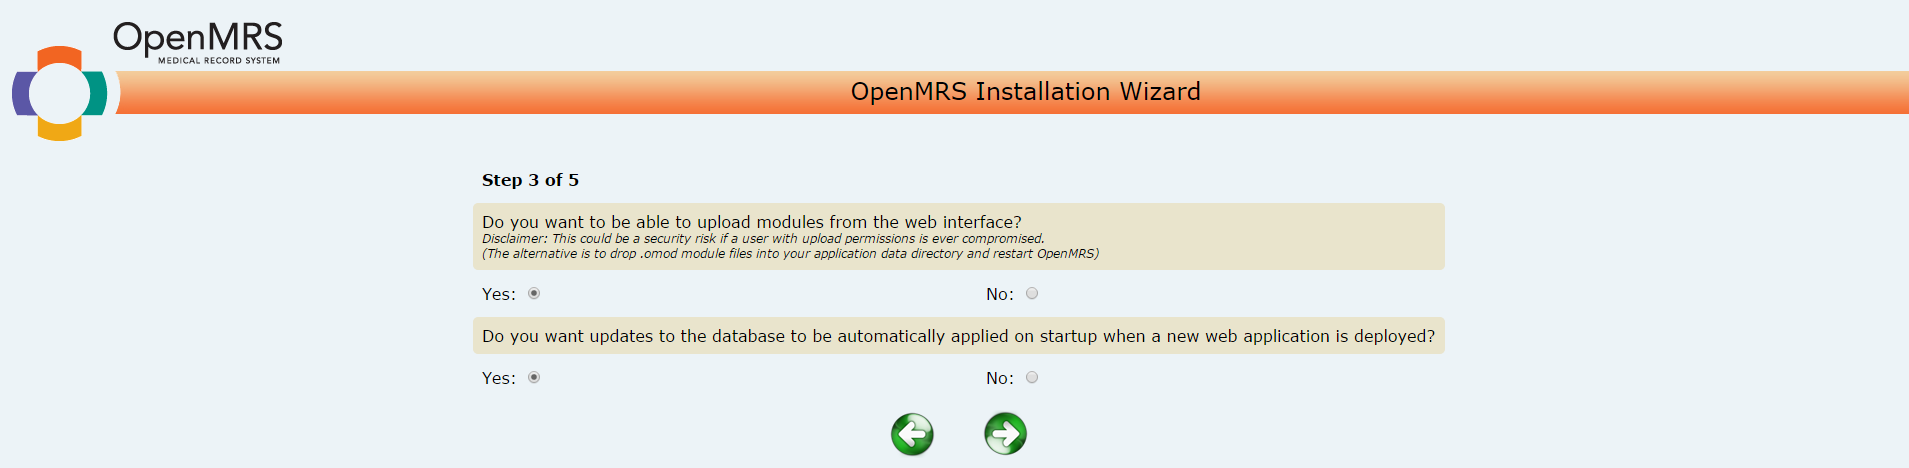 OpenMRS
MEDICAL RECORD SYSTEM
OpenMRS Installation Wizard
Step 3 of 5
Do you want to be able to upload modules from the web interface?
Disclaimer: This could be a security risk if a user with upload permissions is ever compromised.
(The alternative is to drop .omod module files into your application data directory and restart OpenMRS)
Yes: No:
Do you want updates to the database to be automatically applied on startup when a new web application is deployed?
Yes: No: